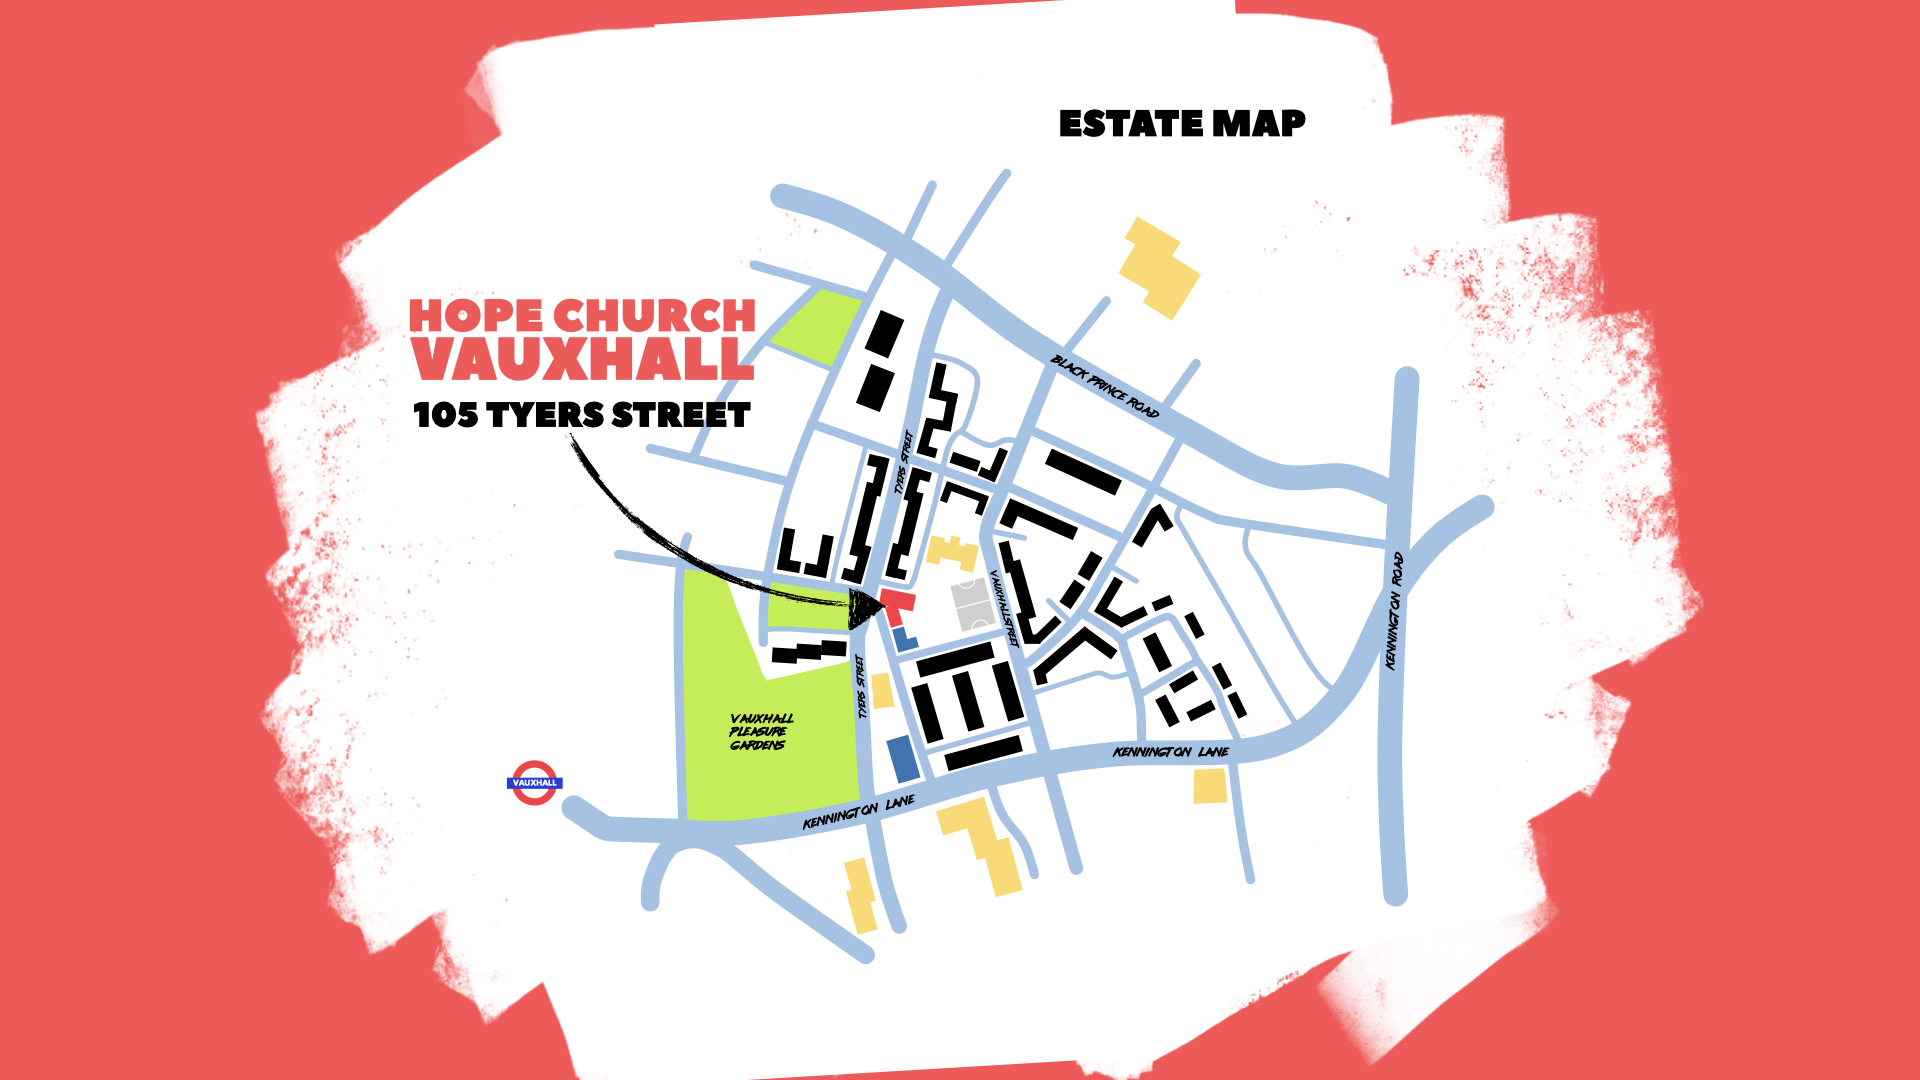 ESTATE MAP
HOPE CHURCH
VAUXHALL
105 TYERS STREET
BLACK PRINCE ROAD
TYERS STREET
VAUXHALL STREET
KENNINGTON ROAD
TYERS STREET
VAUXHALL
PLEASURE
GARDENS
KENNINGTON LANE
VAUXHALL
KENNINGTON LANE